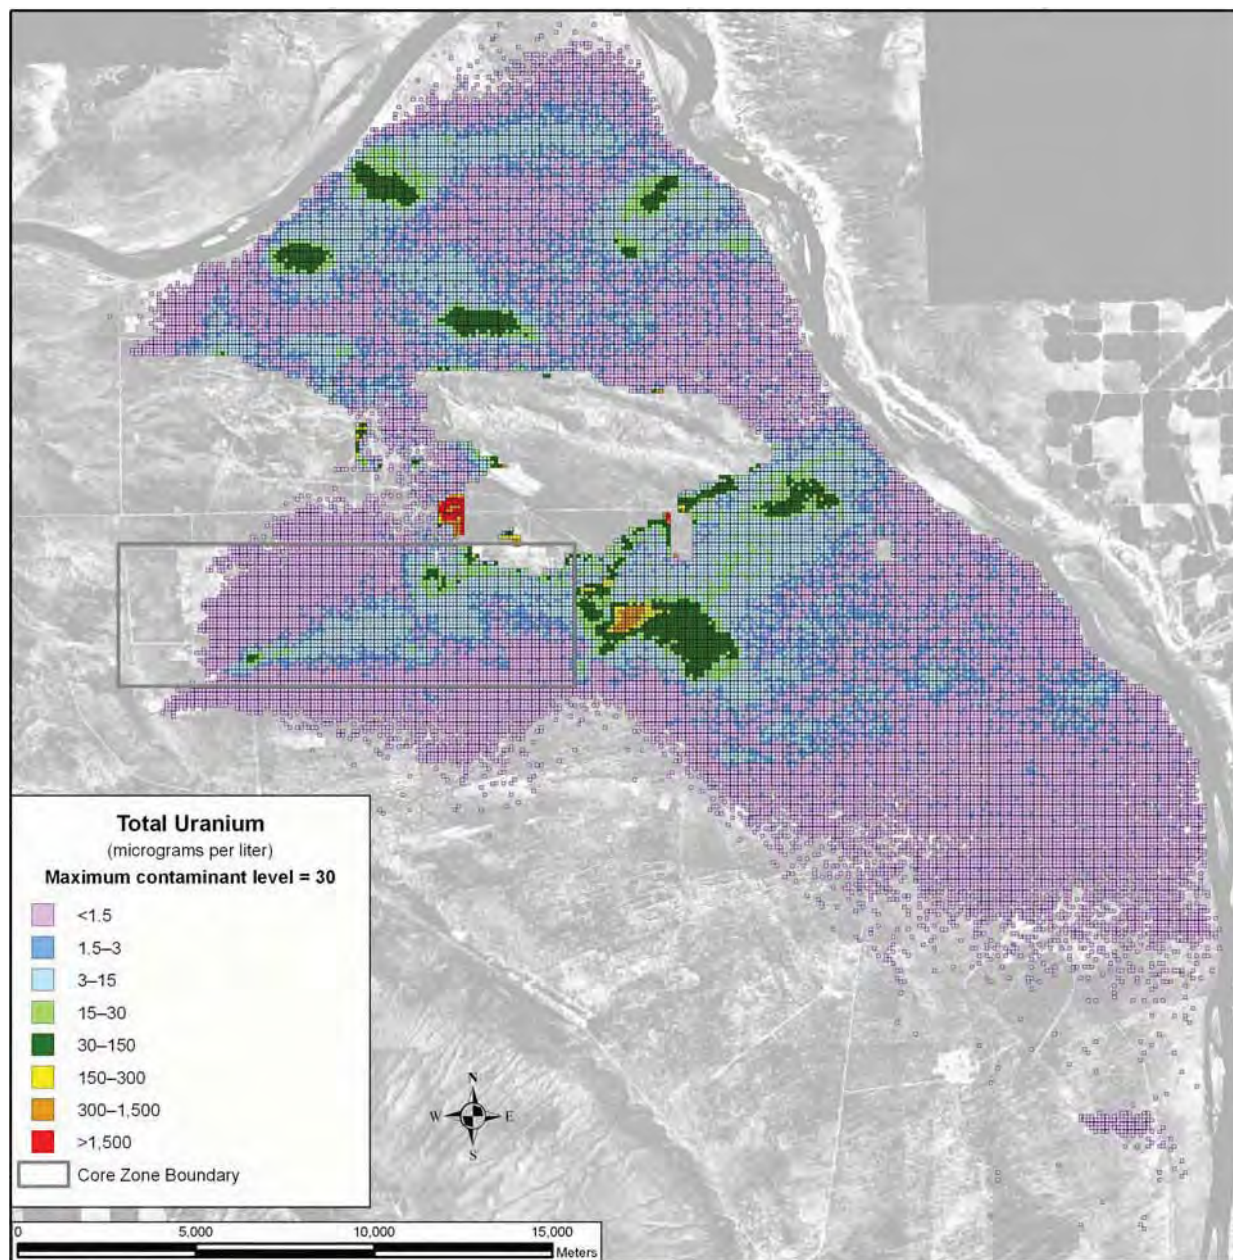 Total Uranium
(micrograms per liter)
Maximum contaminant level = 30
<1.5
1.5–3
3–15
15–30
30–150
150–300
300–1,500
>1,500
Core Zone Boundary
N
W E
S
0 5,000 10,000 15,000
Meters